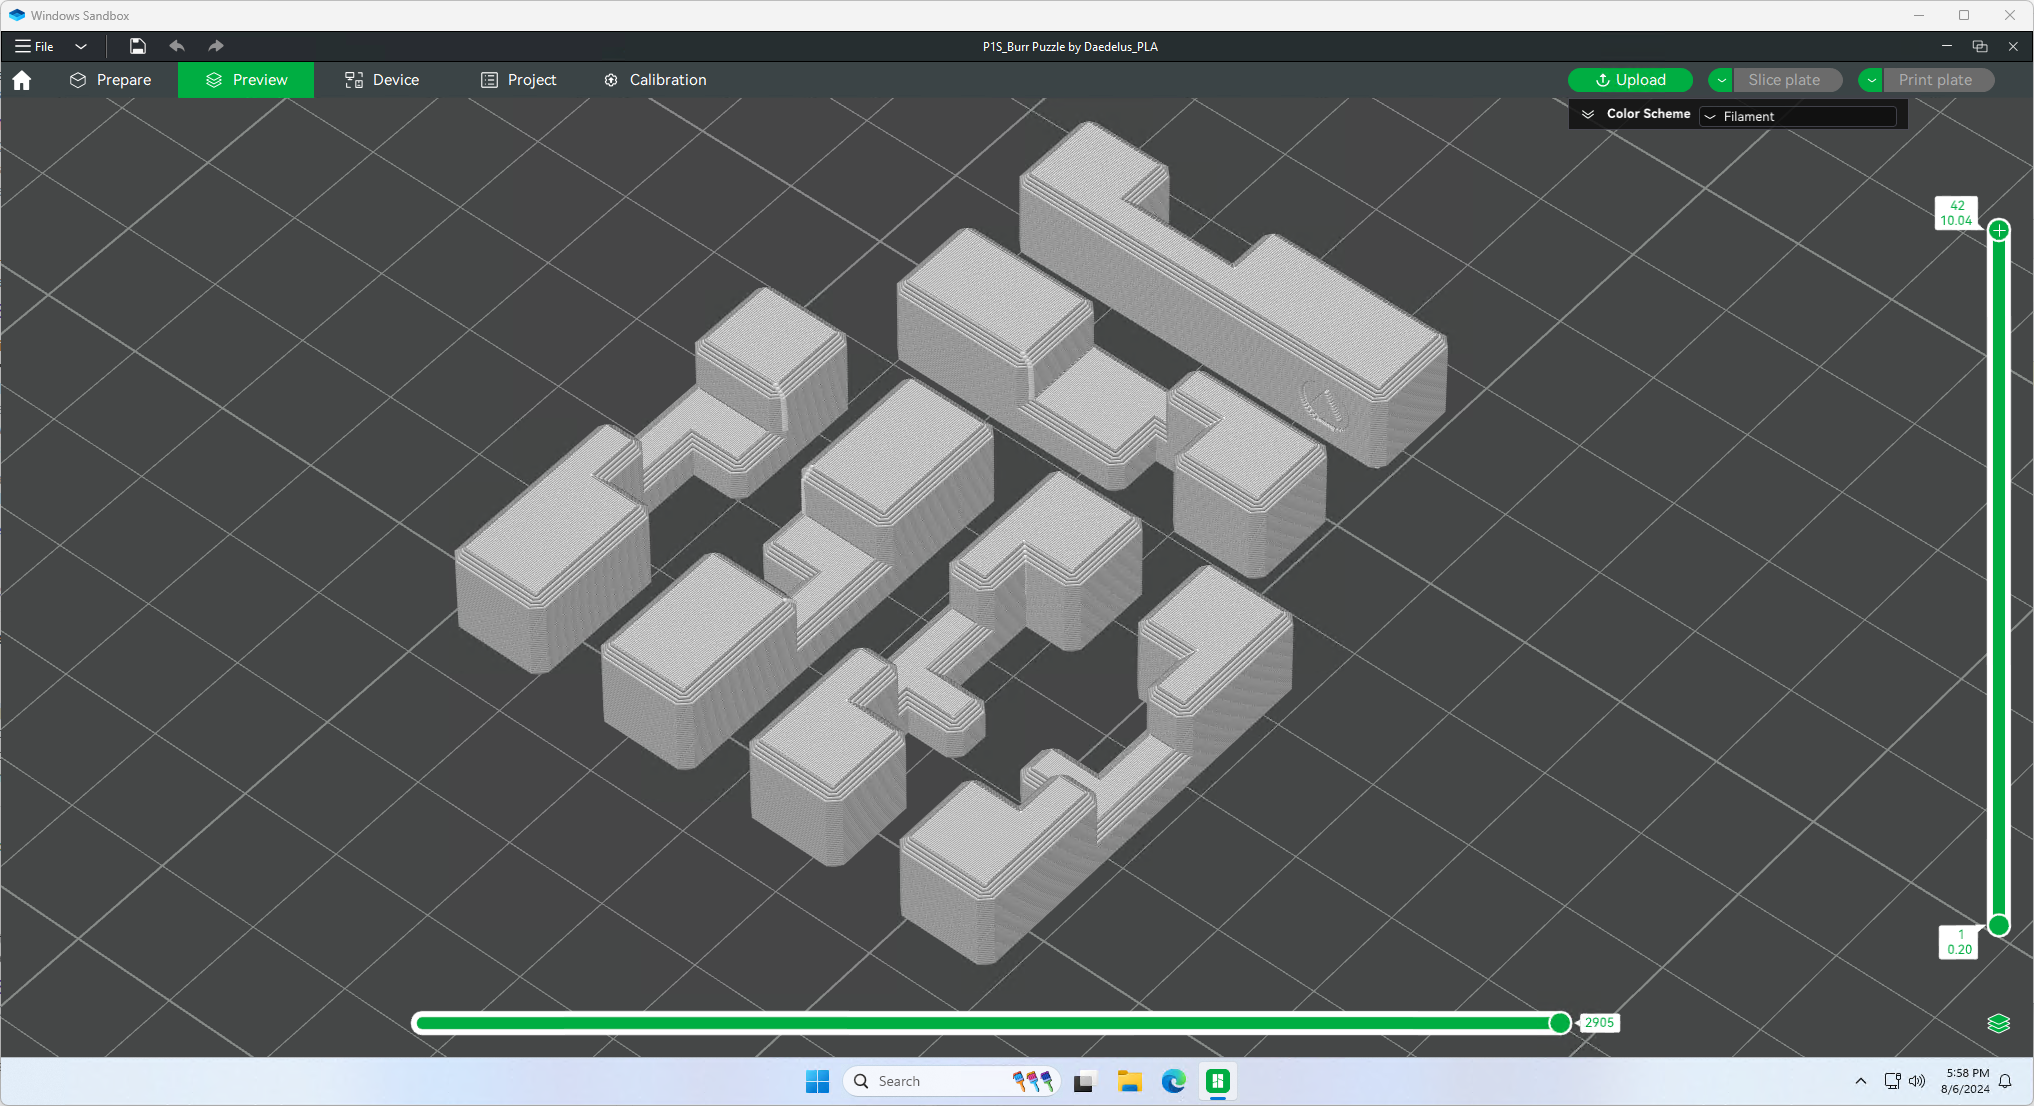 Windows Sandbox
File
P1S_Burr Puzzle by Daedelus_PLA
Prepare
Preview
Device
Project
Calibration
Upload
Slice plate
Print plate
Color Scheme
Filament
42
10.04
1
0.20
2905
Search
5:58 PM
8/6/2024